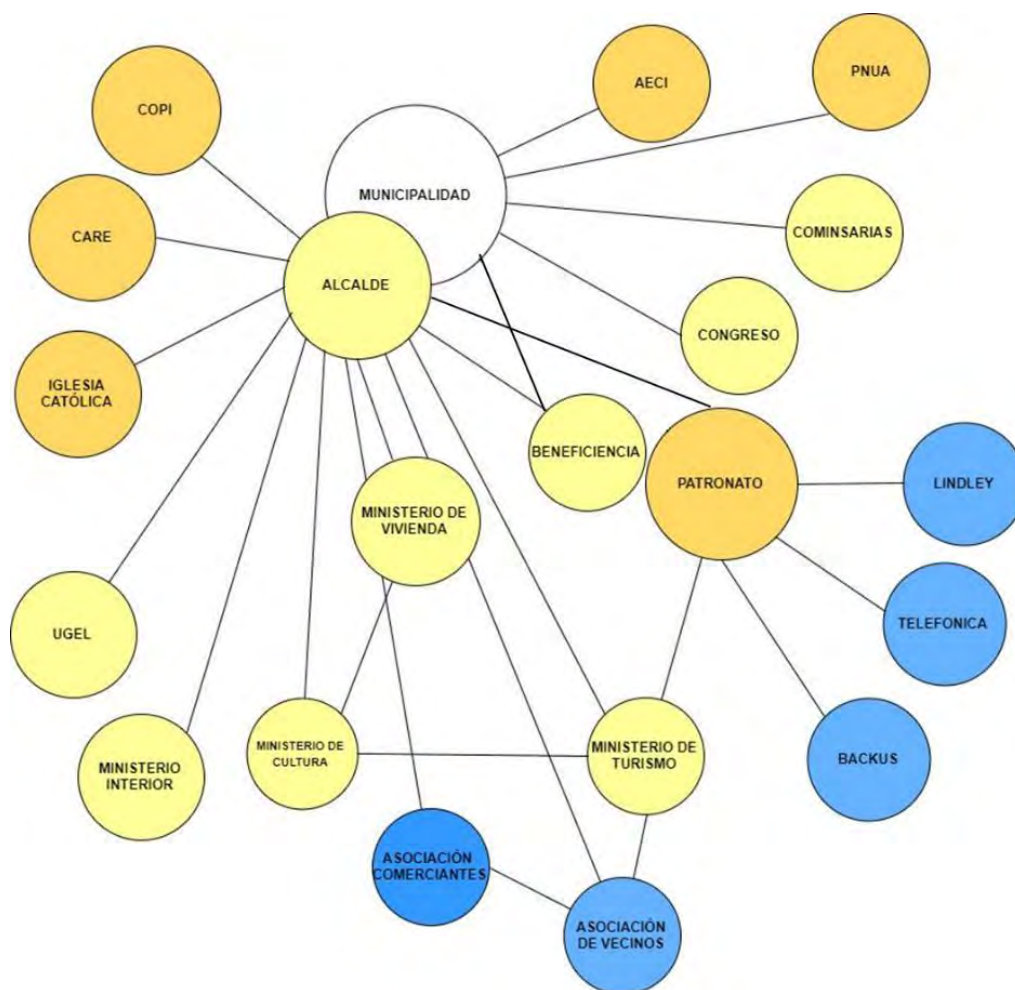 PNUA
AECI
COPI
MUNICIPALIDAD
COMINSARIAS
CARE
ALCALDE
CONGRESO
IGLESIA
CATÓLICA
BENEFICIENCIA
PATRONATO
LINDLEY
MINISTERIO DE
VIVIENDA
TELEFONICA
UGEL
MINISTERIO DE
CULTURA
MINISTERIO DE
TURISMO
BACKUS
MINISTERIO
INTERIOR
ASOCIACIÓN
COMERCIANTES
ASOCIACIÓN
DE VECINOS